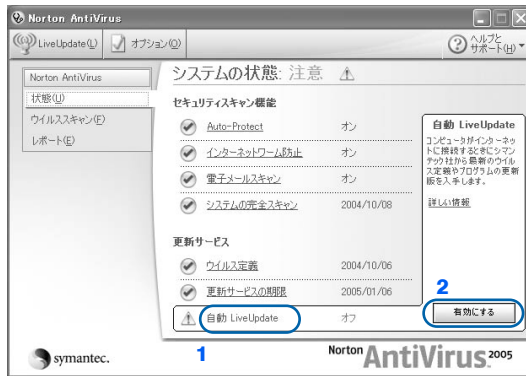 Norton AntiVirus
LiveUpdate(L) オプション(O) ヘルプとサポート(H)
Norton AntiVirus
状態(U)
ウイルススキャン(F)
レポート(E)
システムの状態: 注意
セキュリティスキャン機能
Auto-Protect オン
インターネットワーム防止 オン
電子メールスキャン オン
システムの完全スキャン 2004/10/08
更新サービス
ウイルス定義 2004/10/06
更新サービスの期限 2005/01/06
自動 LiveUpdate オフ
1
自動 LiveUpdate
コンピュータがインターネッ
トに接続するときにシマン
テック社から最新のウイル
ス定義やプログラムの更新
版を入手します。
詳しい情報
2
有効にする
symantec.
Norton AntiVirus 2005